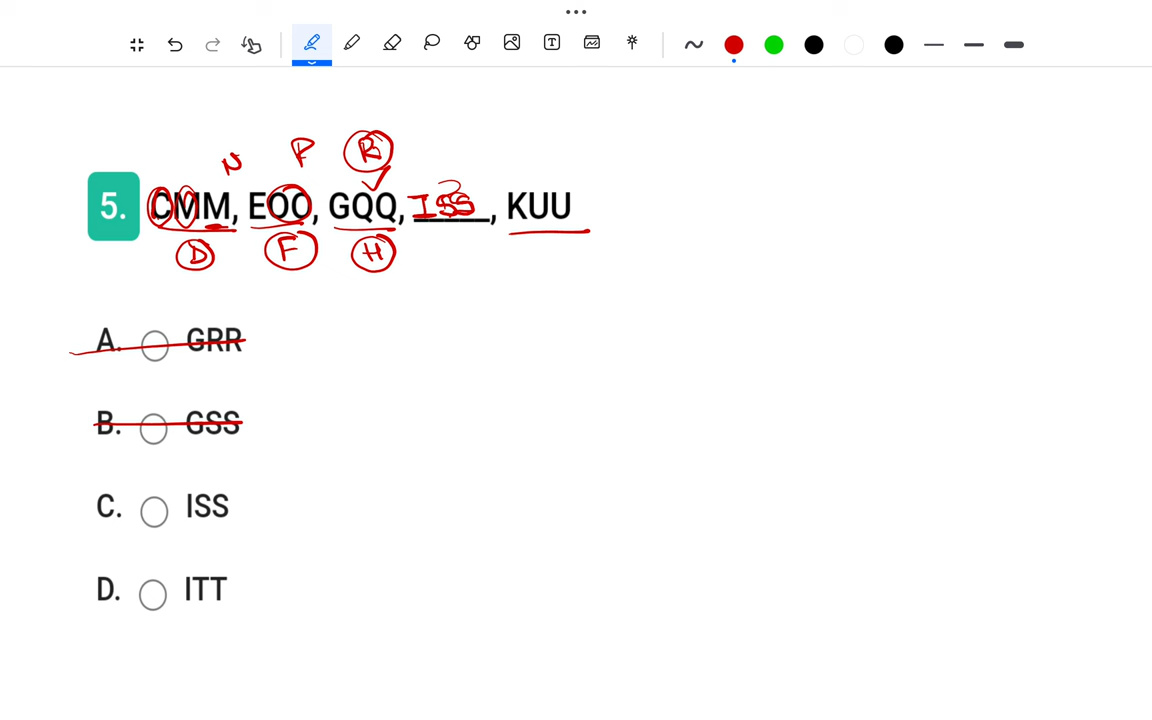 N P R
5. CMM, EOO, GQQ, ISS, KUU
D F H
A. GRR
B. GSS
C. ISS
D. ITT